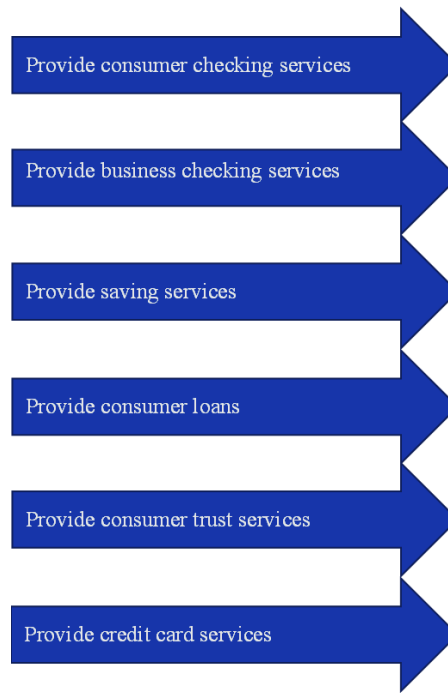 Provide consumer checking services
Provide business checking services
Provide saving services
Provide consumer loans
Provide consumer trust services
Provide credit card services